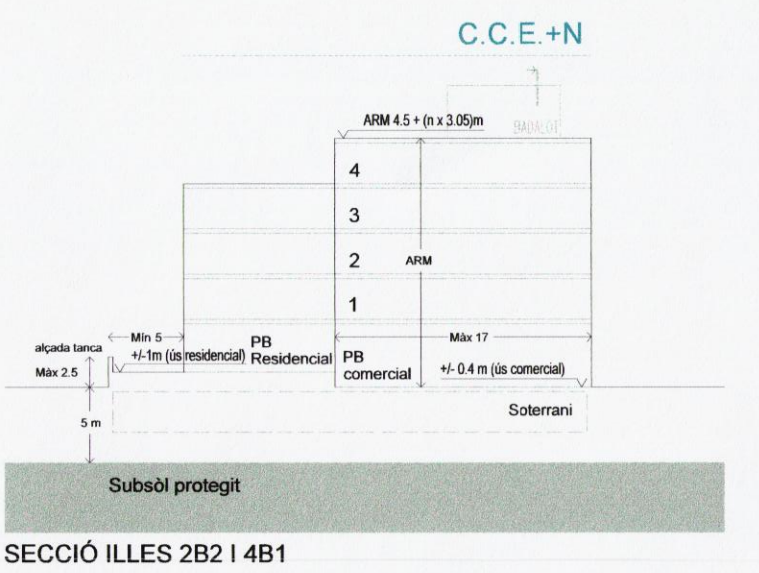 C.C.E.+N
ARM 4.5 + (n x 3.05)m
BADALOT
4
3
2
ARM
1
Mín 5
PB
Màx 17
alçada tanca
+/-1m (ús residencial)
Residencial
PB
comercial
+/- 0.4 m (ús comercial)
Màx 2.5
Soterrani
5 m
Subsòl protegit
SECCIÓ ILLES 2B2 I 4B1